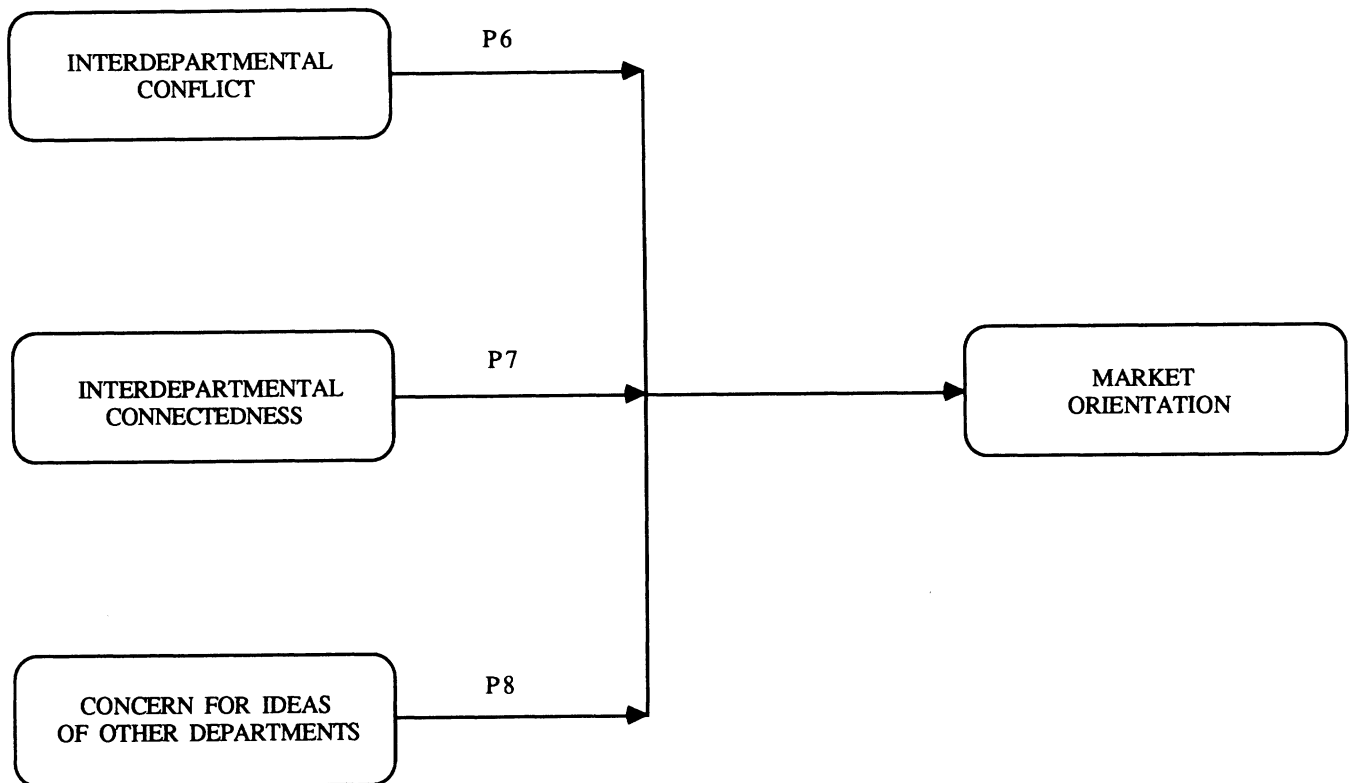 P6
INTERDEPARTMENTAL
CONFLICT
P7
INTERDEPARTMENTAL
CONNECTEDNESS
MARKET
ORIENTATION
P8
CONCERN FOR IDEAS
OF OTHER DEPARTMENTS